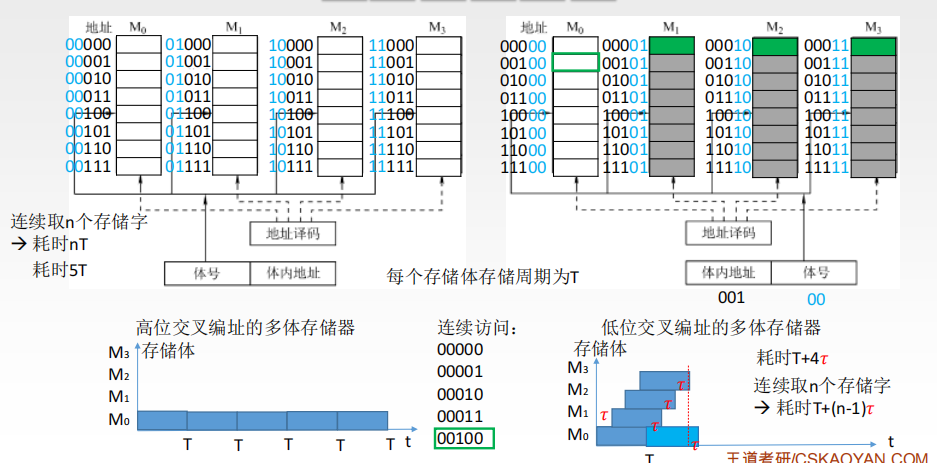 地址 M₀ M₁ M₂ M₃
00000 01000 10000 11000
00001 01001 10001 11001
00010 01010 10010 11010
00011 01011 10011 11011
00100 01100 10100 11100
00101 01101 10101 11101
00110 01110 10110 11110
00111 01111 10111 11111
地址译码
体号 体内地址
连续取n个存储字
→ 耗时nT
耗时5T
地址 M₀ M₁ M₂ M₃
00000 00001 00010 00011
00100 00101 00110 00111
01000 01001 01010 01011
01100 01101 01110 01111
10000 10001 10010 10011
10100 10101 10110 10111
11000 11001 11010 11011
11100 11101 11110 11111
地址译码
体内地址 体号
001 00
每个存储体存储周期为T
高位交叉编址的多体存储器
存储体
M₃
M₂
M₁
M₀
T T T T T t
连续访问：
00000
00001
00010
00011
00100
低位交叉编址的多体存储器
存储体
M₃
M₂ τ
M₁ τ τ
M₀ τ τ
T t
耗时T+4τ
连续取n个存储字
→ 耗时T+(n-1)τ
王道考研/CSKAOYAN.COM